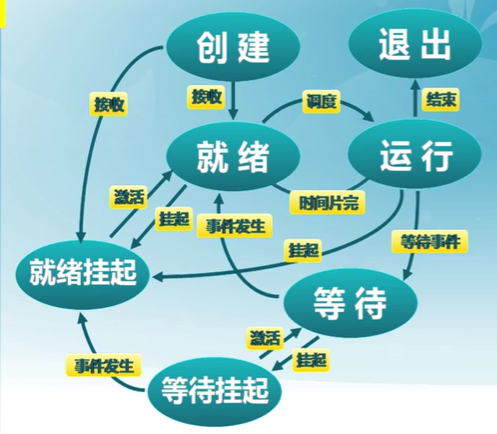 创建
退出
接收
接收
调度
结束
就绪
运行
激活
挂起
时间片完
事件发生
挂起
等待事件
就绪挂起
等待
激活
挂起
事件发生
等待挂起